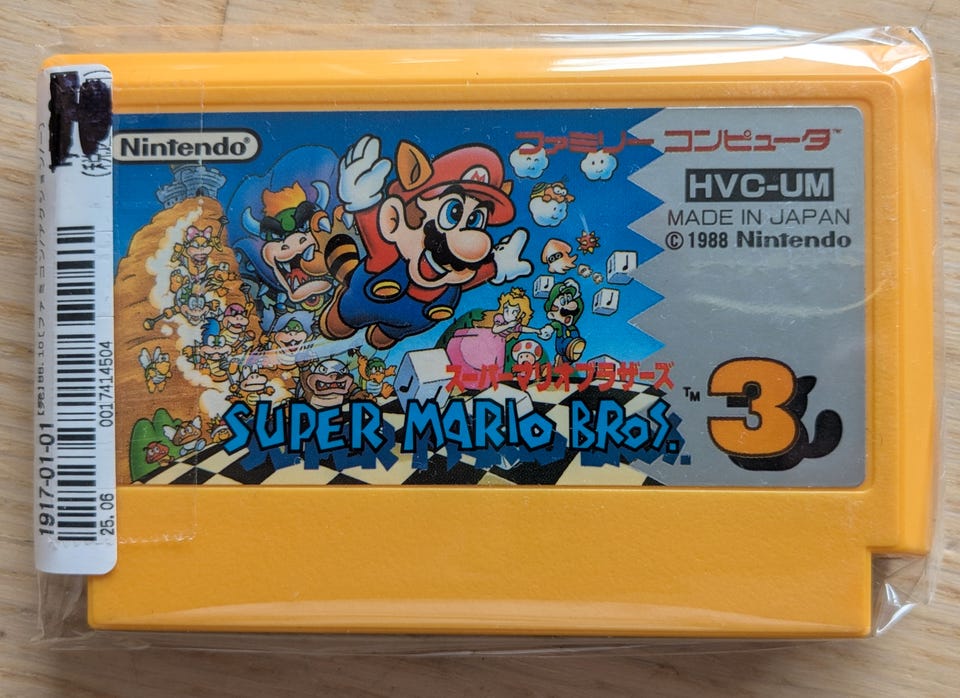 Nintendo®
ファミリー コンピュータ™
HVC-UM
MADE IN JAPAN
© 1988 Nintendo
M
スーパーマリオブラザーズ
SUPER MARIO BROS.™ 3
1917-01-01
0017414504
25.06